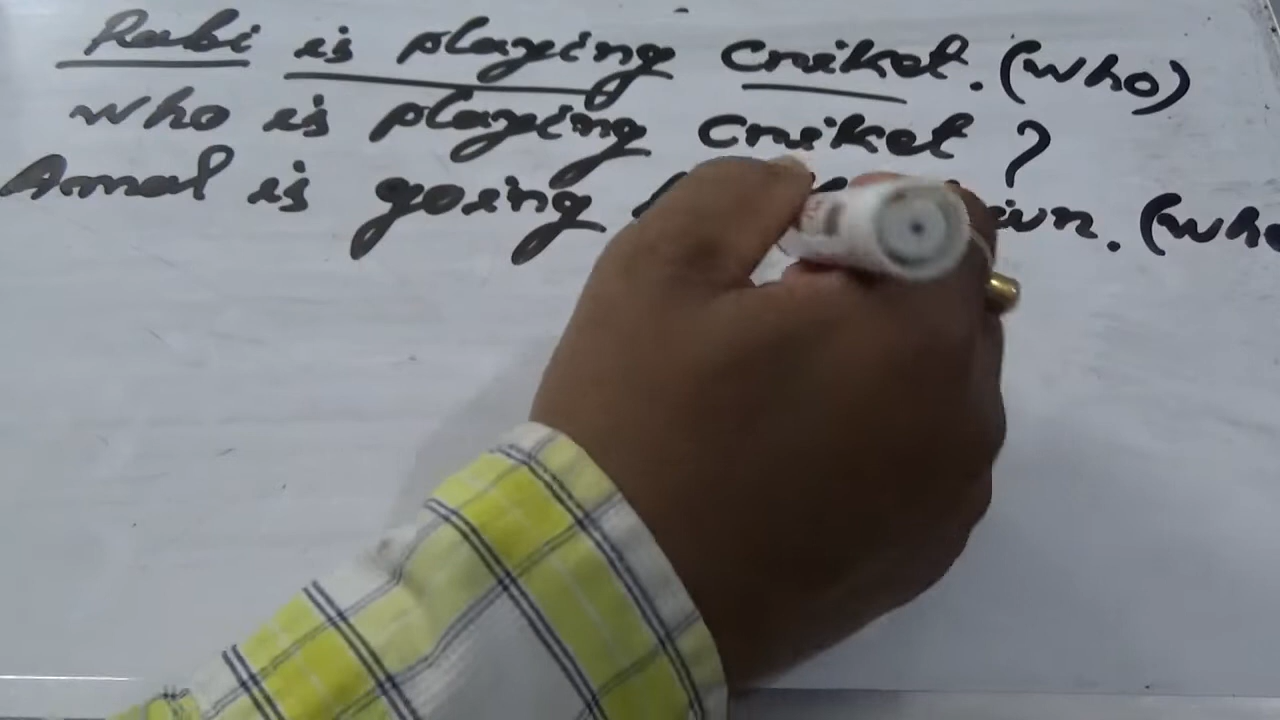 Rabi is playing Criket. (who)
who is playing Criket ?
Amal is going